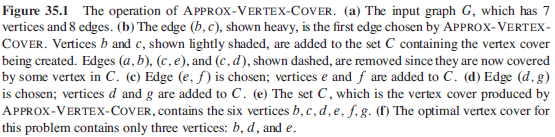 Figure 35.1 The operation of APPROX-VERTEX-COVER. (a) The input graph G, which has 7
vertices and 8 edges. (b) The edge (b, c), shown heavy, is the first edge chosen by APPROX-VERTEX-
COVER. Vertices b and c, shown lightly shaded, are added to the set C containing the vertex cover
being created. Edges (a, b), (c, e), and (c, d), shown dashed, are removed since they are now covered
by some vertex in C. (c) Edge (e, f) is chosen; vertices e and f are added to C. (d) Edge (d, g)
is chosen; vertices d and g are added to C. (e) The set C, which is the vertex cover produced by
APPROX-VERTEX-COVER, contains the six vertices b, c, d, e, f, g. (f) The optimal vertex cover for
this problem contains only three vertices: b, d, and e.